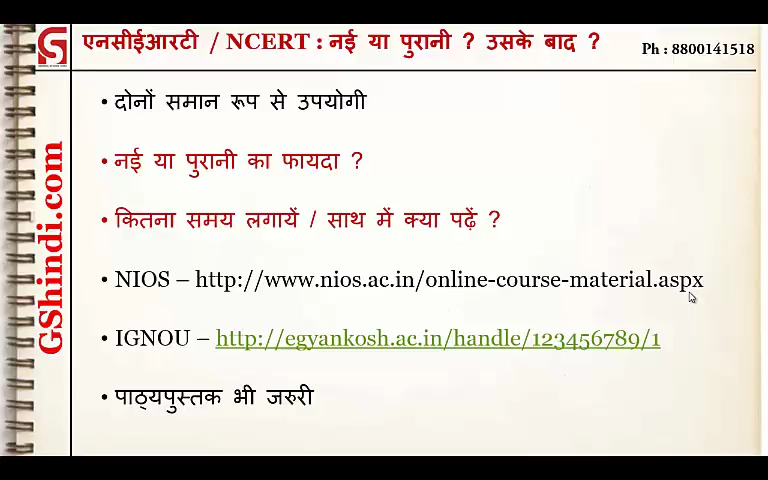 एनसीईआरटी / NCERT : नई या पुरानी ? उसके बाद ?
Ph : 8800141518
• दोनों समान रूप से उपयोगी
• नई या पुरानी का फायदा ?
• कितना समय लगायें / साथ में क्या पढ़ें ?
• NIOS – http://www.nios.ac.in/online-course-material.aspx
• IGNOU – http://egyankosh.ac.in/handle/123456789/1
• पाठ्यपुस्तक भी जरुरी
GShindi.com